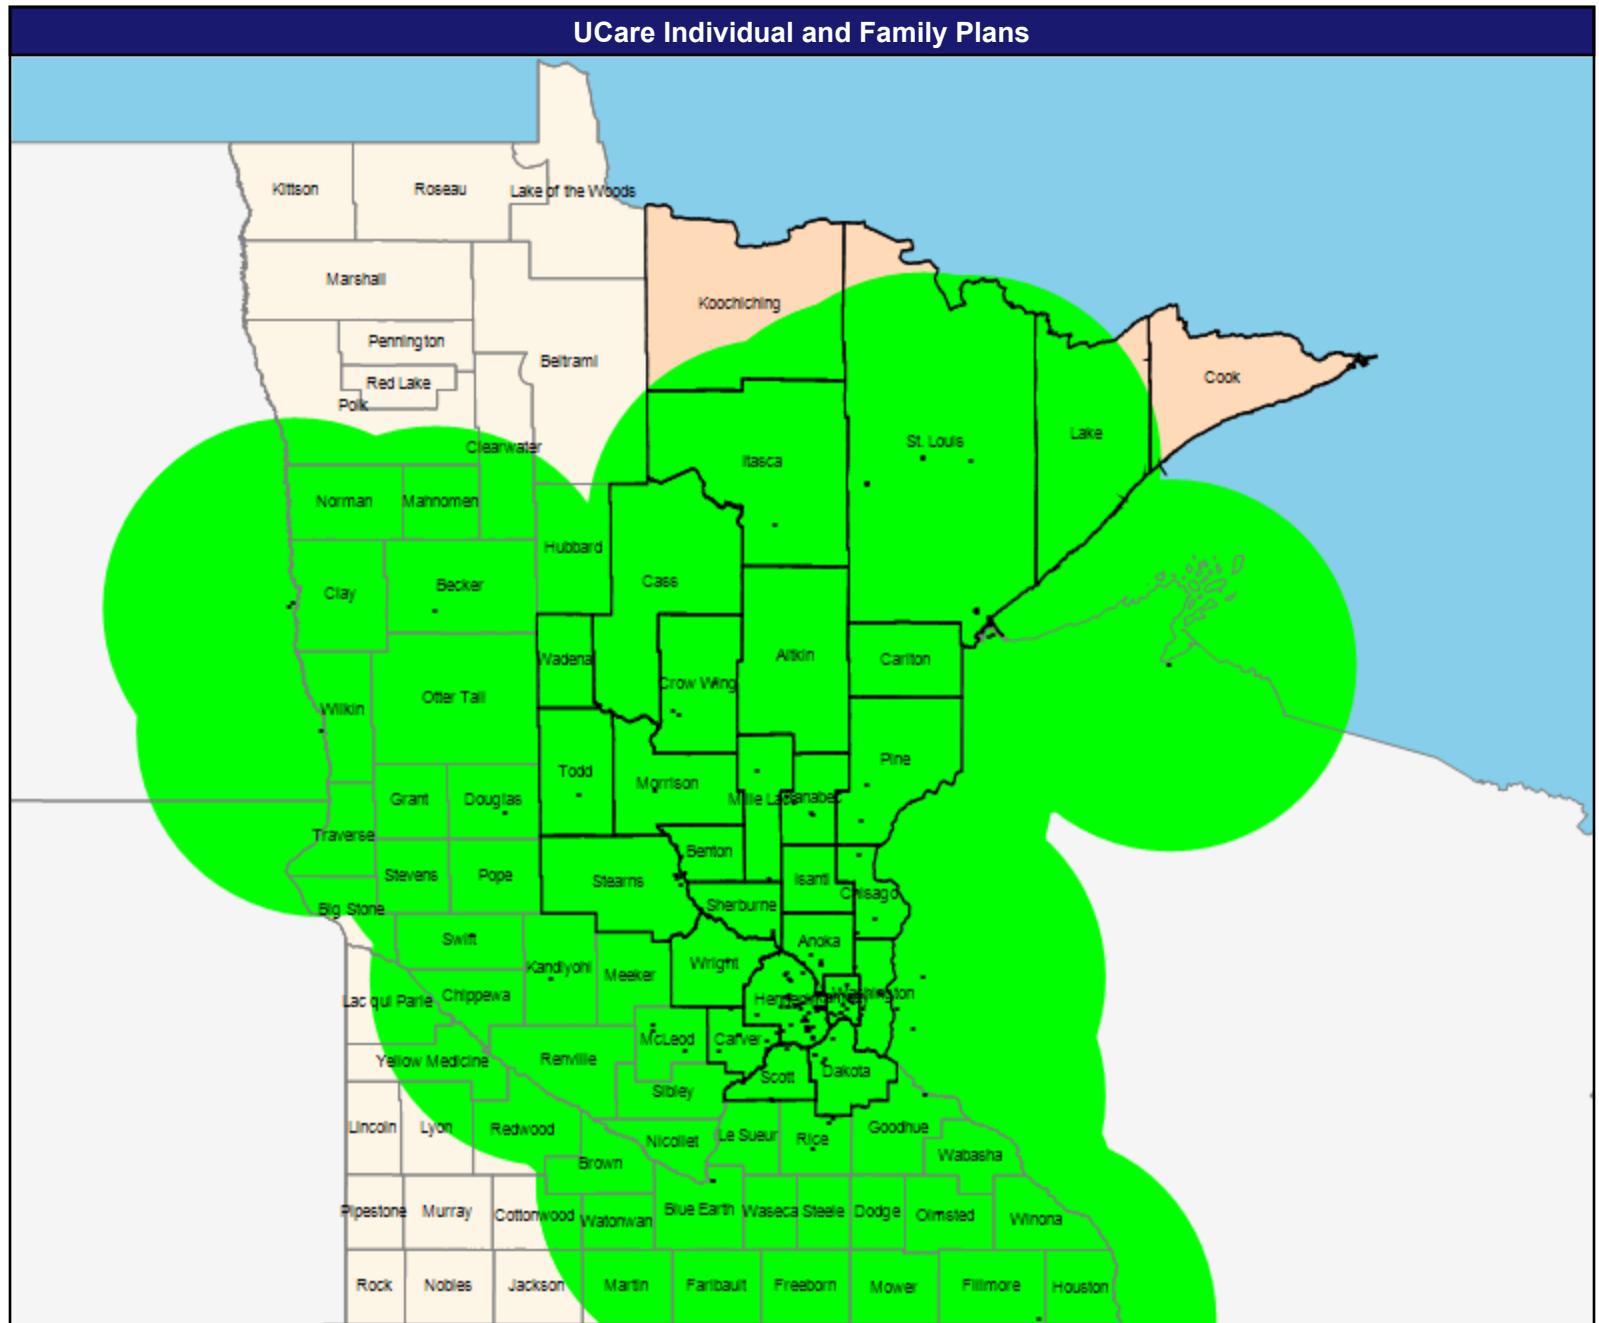 UCare Individual and Family Plans
Kittson
Roseau
Lake of the Woods
Marshall
Koochiching
Pennington
Beltrami
Red Lake
Cook
Polk
Clearwater
Lake
St. Louis
Itasca
Norman
Mahnomen
Hubbard
Cass
Becker
Clay
Wadena
Aitkin
Carlton
Crow Wing
Otter Tail
Wilkin
Pine
Todd
Morrison
Grant
Douglas
Mille Lacs
Kanabec
Traverse
Benton
Stevens
Pope
Stearns
Isanti
Chisago
Big Stone
Sherburne
Swift
Anoka
Kandiyohi
Meeker
Wright
Lac qui Parle
Chippewa
Hennepin
Ramsey
Washington
McLeod
Carver
Yellow Medicine
Renville
Scott
Dakota
Sibley
Lincoln
Lyon
Redwood
Nicollet
Le Sueur
Rice
Goodhue
Wabasha
Brown
Pipestone
Murray
Cottonwood
Watonwan
Blue Earth
Waseca
Steele
Dodge
Olmsted
Winona
Rock
Nobles
Jackson
Martin
Faribault
Freeborn
Mower
Fillmore
Houston